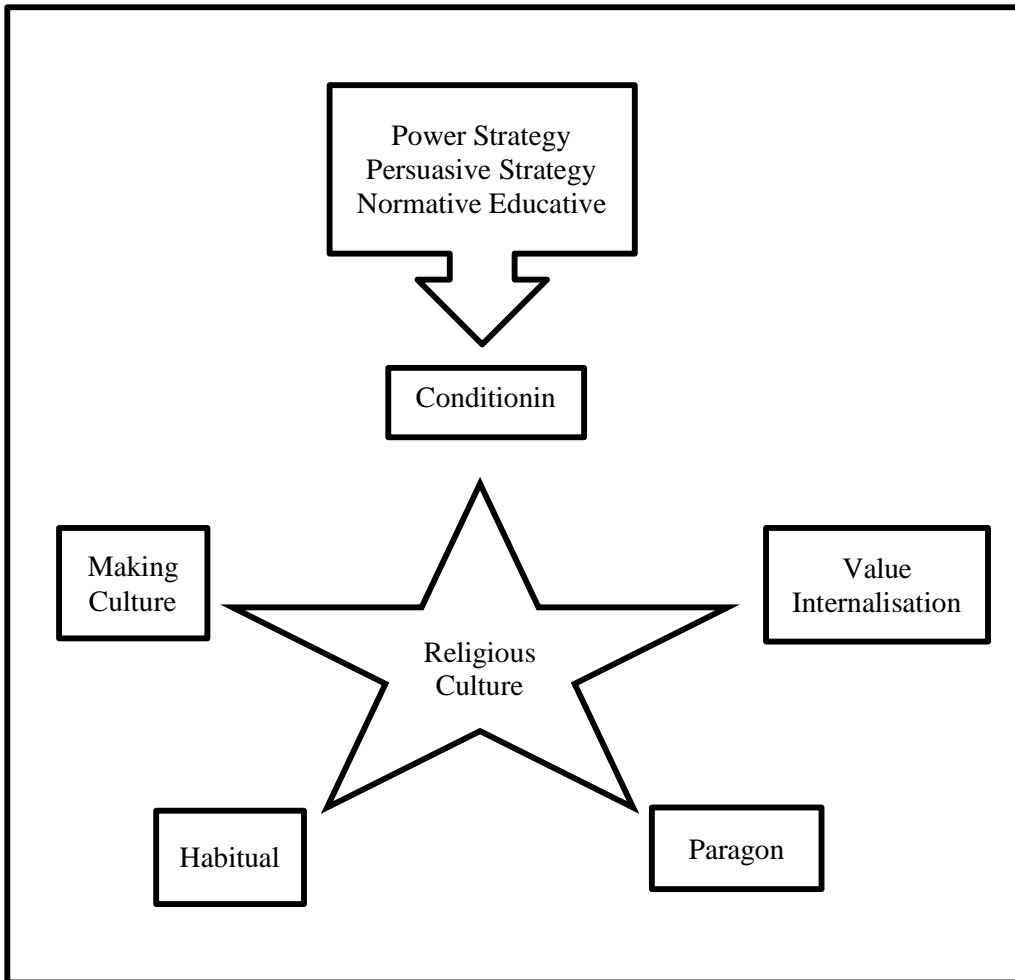 Power Strategy
Persuasive Strategy
Normative Educative
Conditionin
Making
Culture
Value
Internalisation
Religious
Culture
Habitual
Paragon